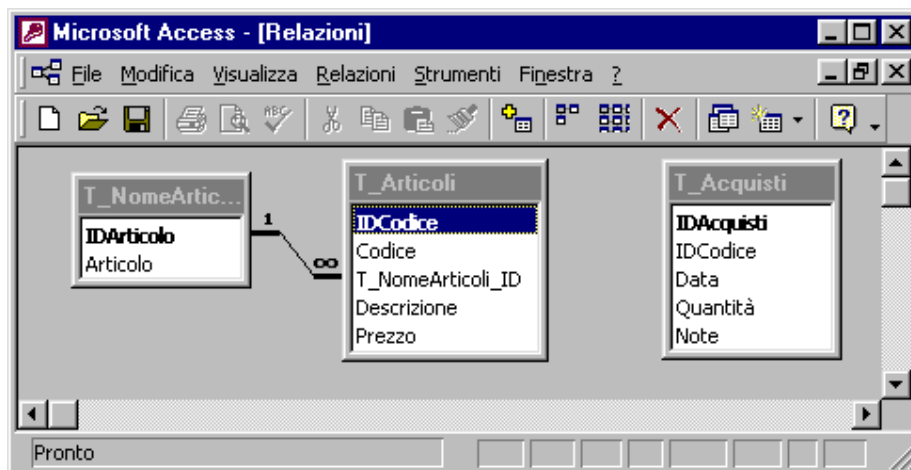 Microsoft Access - [Relazioni]
File Modifica Visualizza Relazioni Strumenti Finestra ?
ABC
T_NomeArtic...
IDArticolo
Articolo
1
∞
T_Articoli
IDCodice
Codice
T_NomeArticoli_ID
Descrizione
Prezzo
T_Acquisti
IDAcquisti
IDCodice
Data
Quantità
Note
Pronto